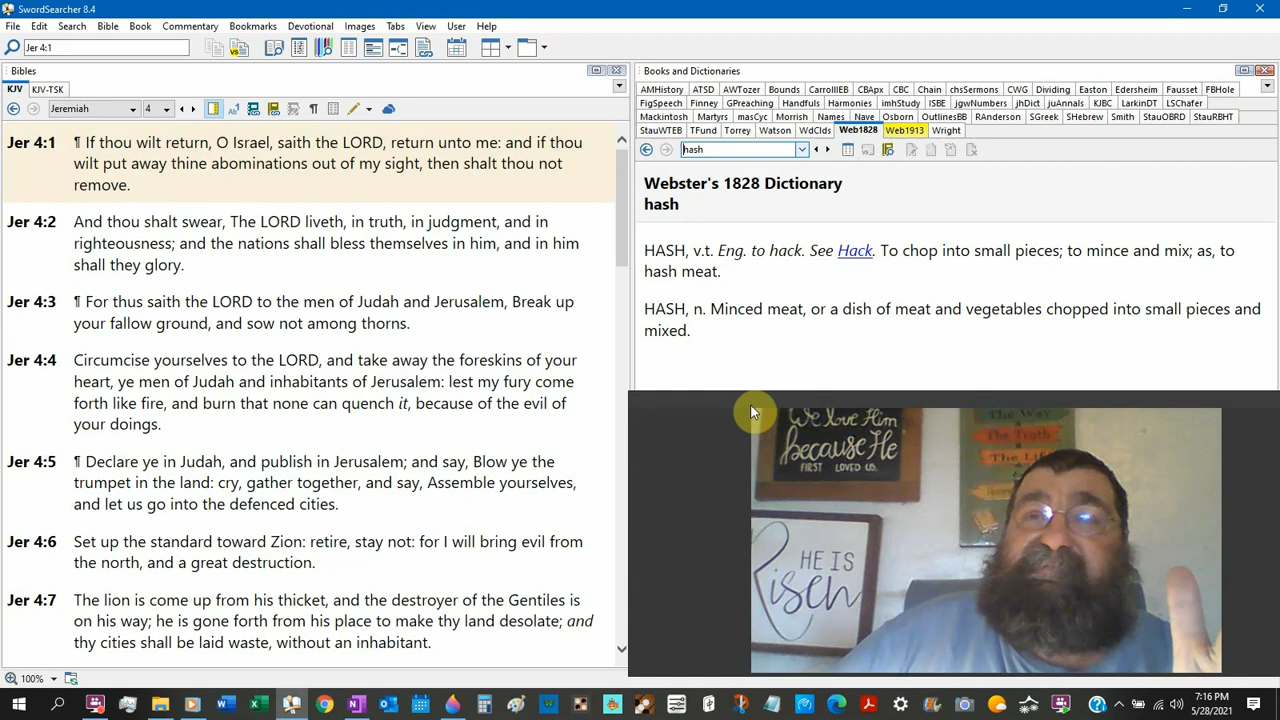 SwordSearcher 8.4
File Edit Search Bible Book Commentary Bookmarks Devotional Images Tabs View User Help
Jer 4:1
Bibles
KJV KJV-TSK
Jeremiah 4
Jer 4:1 ¶ If thou wilt return, O Israel, saith the LORD, return unto me: and if thou
wilt put away thine abominations out of my sight, then shalt thou not
remove.
Jer 4:2 And thou shalt swear, The LORD liveth, in truth, in judgment, and in
righteousness; and the nations shall bless themselves in him, and in him
shall they glory.
Jer 4:3 ¶ For thus saith the LORD to the men of Judah and Jerusalem, Break up
your fallow ground, and sow not among thorns.
Jer 4:4 Circumcise yourselves to the LORD, and take away the foreskins of your
heart, ye men of Judah and inhabitants of Jerusalem: lest my fury come
forth like fire, and burn that none can quench it, because of the evil of
your doings.
Jer 4:5 ¶ Declare ye in Judah, and publish in Jerusalem; and say, Blow ye the
trumpet in the land: cry, gather together, and say, Assemble yourselves,
and let us go into the defenced cities.
Jer 4:6 Set up the standard toward Zion: retire, stay not: for I will bring evil from
the north, and a great destruction.
Jer 4:7 The lion is come up from his thicket, and the destroyer of the Gentiles is
on his way; he is gone forth from his place to make thy land desolate; and
thy cities shall be laid waste, without an inhabitant.
100%
Books and Dictionaries
AMHistory ATSD AWTozer Bounds CarrollIEB CBApx CBC Chain chsSermons CWG Dividing Easton Edersheim Fausset FBHole
FigSpeech Finney GPreaching Handfuls Harmonies imhStudy ISBE jgwNumbers jhDict juAnnals KJBC LarkinDT LSChafer
Mackintosh Martyrs masCyc Morrish Names Nave Osborn OutlinesBB RAnderson SGreek SHebrew Smith StauOBRD StauRBHT
StauWTEB TFund Torrey Watson WdClds Web1828 Web1913 Wright
hash
Webster's 1828 Dictionary
hash
HASH, v.t. Eng. to hack. See Hack. To chop into small pieces; to mince and mix; as, to
hash meat.
HASH, n. Minced meat, or a dish of meat and vegetables chopped into small pieces and
mixed.
We love Him
because He
FIRST LOVED US.
The Way
The Truth
The Life
HE IS
Risen
7:16 PM
5/28/2021